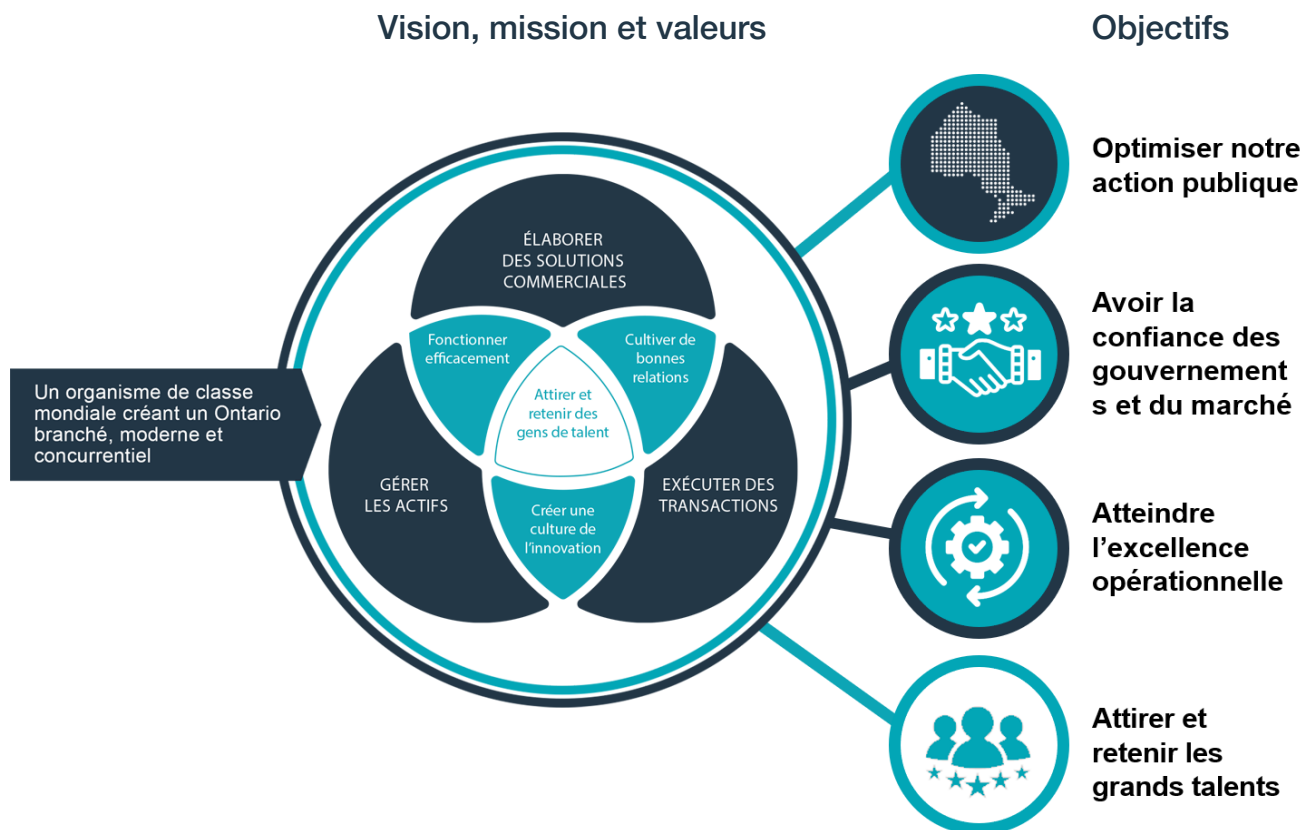 Vision, mission et valeurs
Objectifs
Un organisme de classe
mondiale créant un Ontario
branché, moderne et
concurrentiel
ÉLABORER
DES SOLUTIONS
COMMERCIALES
Fonctionner
efficacement
Cultiver de
bonnes
relations
Attirer et
retenir des
gens de talent
GÉRER
LES ACTIFS
EXÉCUTER DES
TRANSACTIONS
Créer une
culture de
l'innovation
Optimiser notre
action publique
Avoir la
confiance des
gouvernement
s et du marché
Atteindre
l’excellence
opérationnelle
Attirer et
retenir les
grands talents